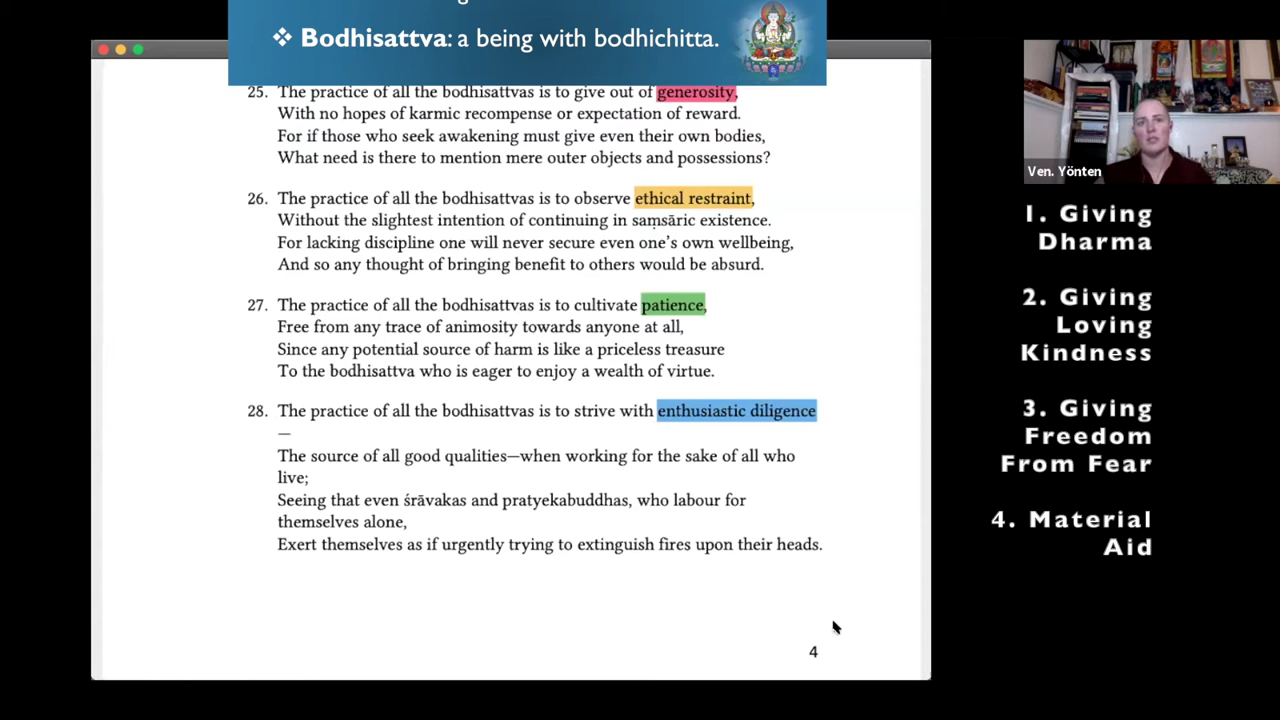 ❖ Bodhisattva: a being with bodhichitta.
25. The practice of all the bodhisattvas is to give out of generosity,
With no hopes of karmic recompense or expectation of reward.
For if those who seek awakening must give even their own bodies,
What need is there to mention mere outer objects and possessions?
26. The practice of all the bodhisattvas is to observe ethical restraint,
Without the slightest intention of continuing in saṃsāric existence.
For lacking discipline one will never secure even one’s own wellbeing,
And so any thought of bringing benefit to others would be absurd.
27. The practice of all the bodhisattvas is to cultivate patience,
Free from any trace of animosity towards anyone at all,
Since any potential source of harm is like a priceless treasure
To the bodhisattva who is eager to enjoy a wealth of virtue.
28. The practice of all the bodhisattvas is to strive with enthusiastic diligence
—
The source of all good qualities—when working for the sake of all who
live;
Seeing that even śrāvakas and pratyekabuddhas, who labour for
themselves alone,
Exert themselves as if urgently trying to extinguish fires upon their heads.
4
Ven. Yönten
1. Giving
Dharma
2. Giving
Loving
Kindness
3. Giving
Freedom
From Fear
4. Material
Aid